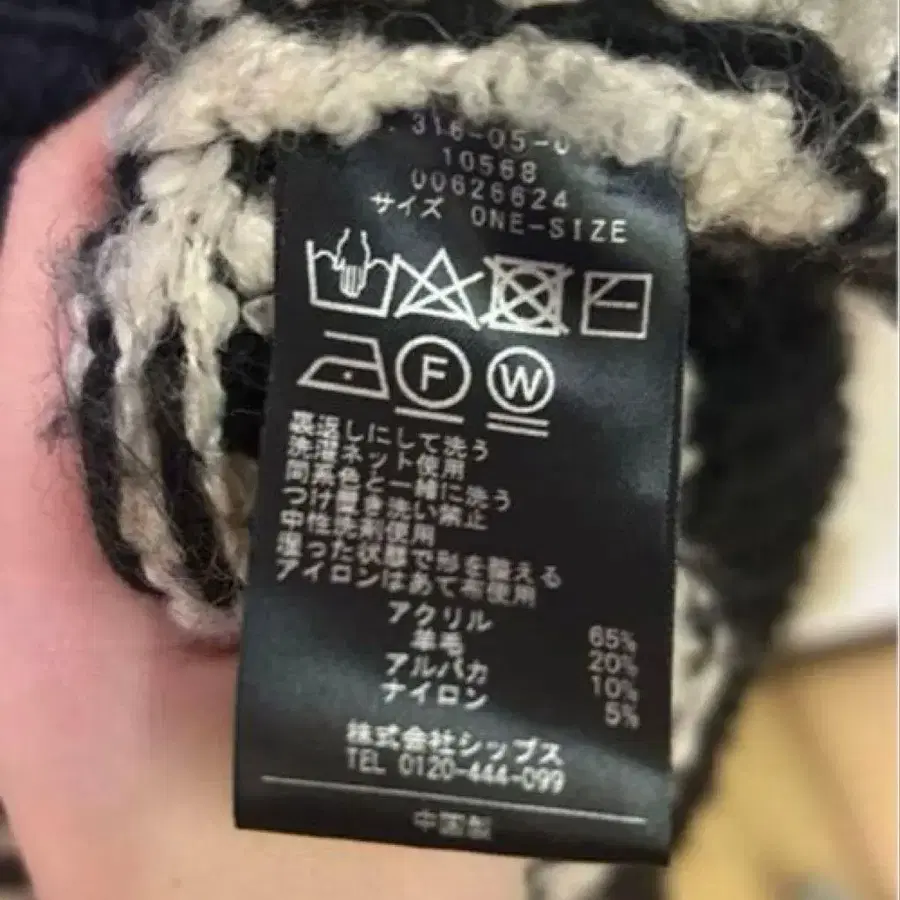 316-05-0
10568
00626624
サイズ ONE-SIZE
F W
裏返しにして洗う
洗濯ネット使用
同系色と一緒に洗う
つけ置き洗い禁止
中性洗剤使用
湿った状態で形を整える
アイロンはあて布使用
アクリル 65%
羊毛 20%
アルパカ 10%
ナイロン 5%
株式会社シップス
TEL 0120-444-099
中国製